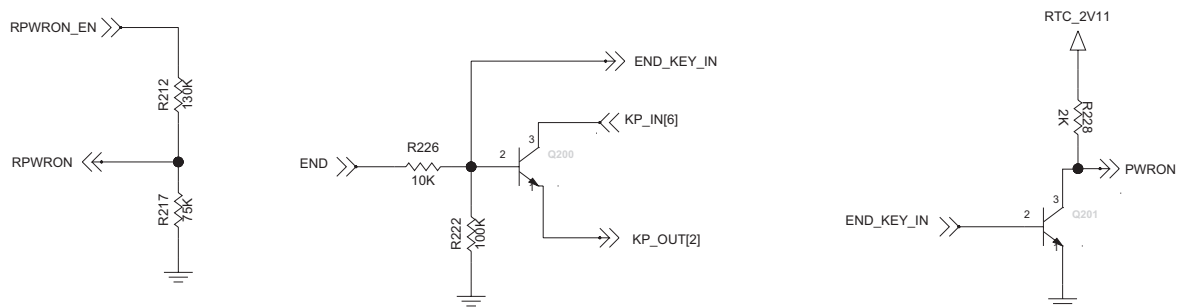 RPWRON_EN
R212
130K
RPWRON
R217
75K
END_KEY_IN
KP_IN[6]
3
Q200
2
1
END
R226
10K
R222
100K
KP_OUT[2]
RTC_2V11
R228
2K
PWRON
3
Q201
2
1
END_KEY_IN